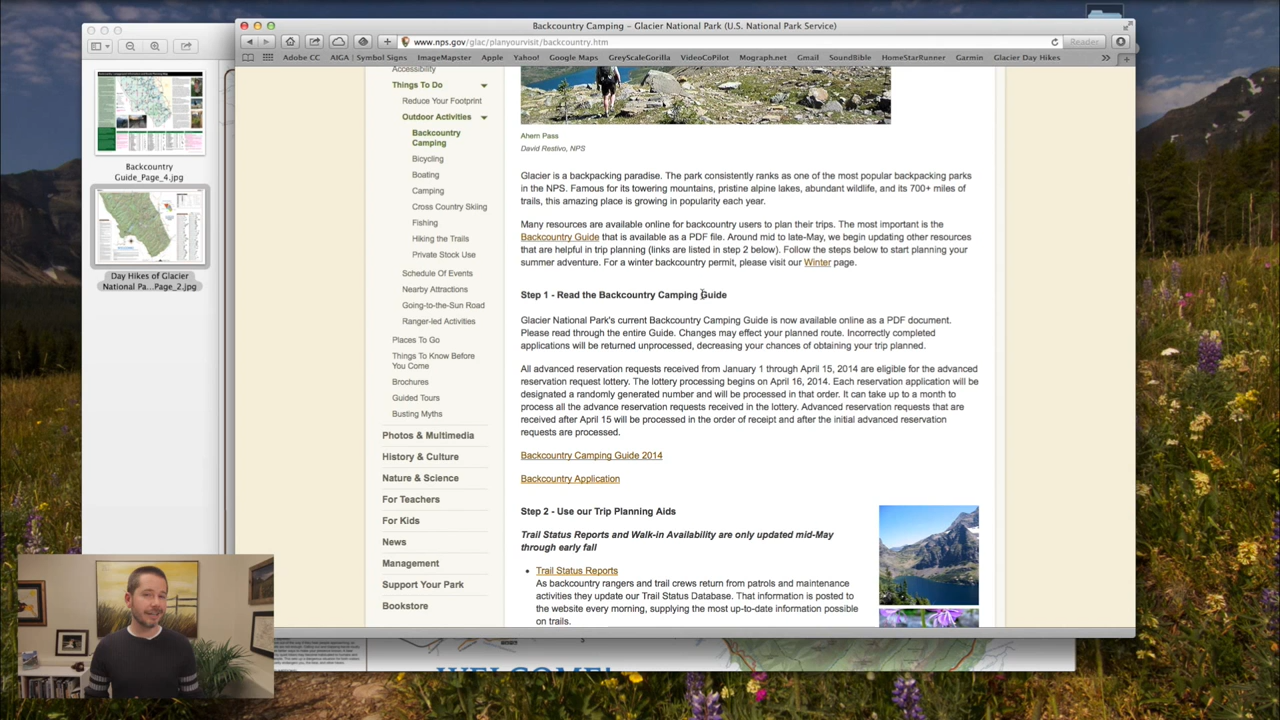 Backcountry Camping – Glacier National Park (U.S. National Park Service)
www.nps.gov/glac/planyourvisit/backcountry.htm
Reader
Adobe CC
AIGA | Symbol Signs
ImageMapster
Apple
Yahoo!
Google Maps
GreyScaleGorilla
VideoCoPilot
Mograph.net
Gmail
SoundBible
HomeStarRunner
Garmin
Glacier Day Hikes
Backcountry
Guide_Page_4.jpg
Day Hikes of Glacier
National Pa...Page_2.jpg
Accessibility
Things To Do
Reduce Your Footprint
Outdoor Activities
Backcountry
Camping
Bicycling
Boating
Camping
Cross Country Skiing
Fishing
Hiking the Trails
Private Stock Use
Schedule Of Events
Nearby Attractions
Going-to-the-Sun Road
Ranger-led Activities
Places To Go
Things To Know Before
You Come
Brochures
Guided Tours
Busting Myths
Photos & Multimedia
History & Culture
Nature & Science
For Teachers
For Kids
News
Management
Support Your Park
Bookstore
Ahern Pass
David Restivo, NPS
Glacier is a backpacking paradise. The park consistently ranks as one of the most popular backpacking parks
in the NPS. Famous for its towering mountains, pristine alpine lakes, abundant wildlife, and its 700+ miles of
trails, this amazing place is growing in popularity each year.
Many resources are available online for backcountry users to plan their trips. The most important is the
Backcountry Guide that is available as a PDF file. Around mid to late-May, we begin updating other resources
that are helpful in trip planning (links are listed in step 2 below). Follow the steps below to start planning your
summer adventure. For a winter backcountry permit, please visit our Winter page.
Step 1 - Read the Backcountry Camping Guide
Glacier National Park's current Backcountry Camping Guide is now available online as a PDF document.
Please read through the entire Guide. Changes may effect your planned route. Incorrectly completed
applications will be returned unprocessed, decreasing your chances of obtaining your trip planned.
All advanced reservation requests received from January 1 through April 15, 2014 are eligible for the advanced
reservation request lottery. The lottery processing begins on April 16, 2014. Each reservation application will be
designated a randomly generated number and will be processed in that order. It can take up to a month to
process all the advance reservation requests received in the lottery. Advanced reservation requests that are
received after April 15 will be processed in the order of receipt and after the initial advanced reservation
requests are processed.
Backcountry Camping Guide 2014
Backcountry Application
Step 2 - Use our Trip Planning Aids
Trail Status Reports and Walk-in Availability are only updated mid-May
through early fall
Trail Status Reports
As backcountry rangers and trail crews return from patrols and maintenance
activities they update our Trail Status Database. That information is posted to
the website every morning, supplying the most up-to-date information possible
on trails.
WELCOME!